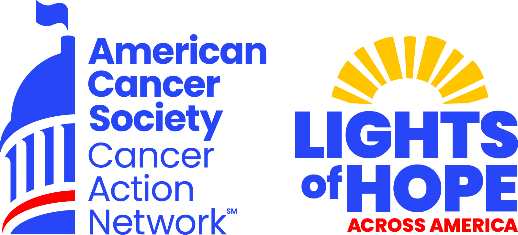 American
Cancer
Society
Cancer
Action
Network℠
LIGHTS
of HOPE
ACROSS AMERICA